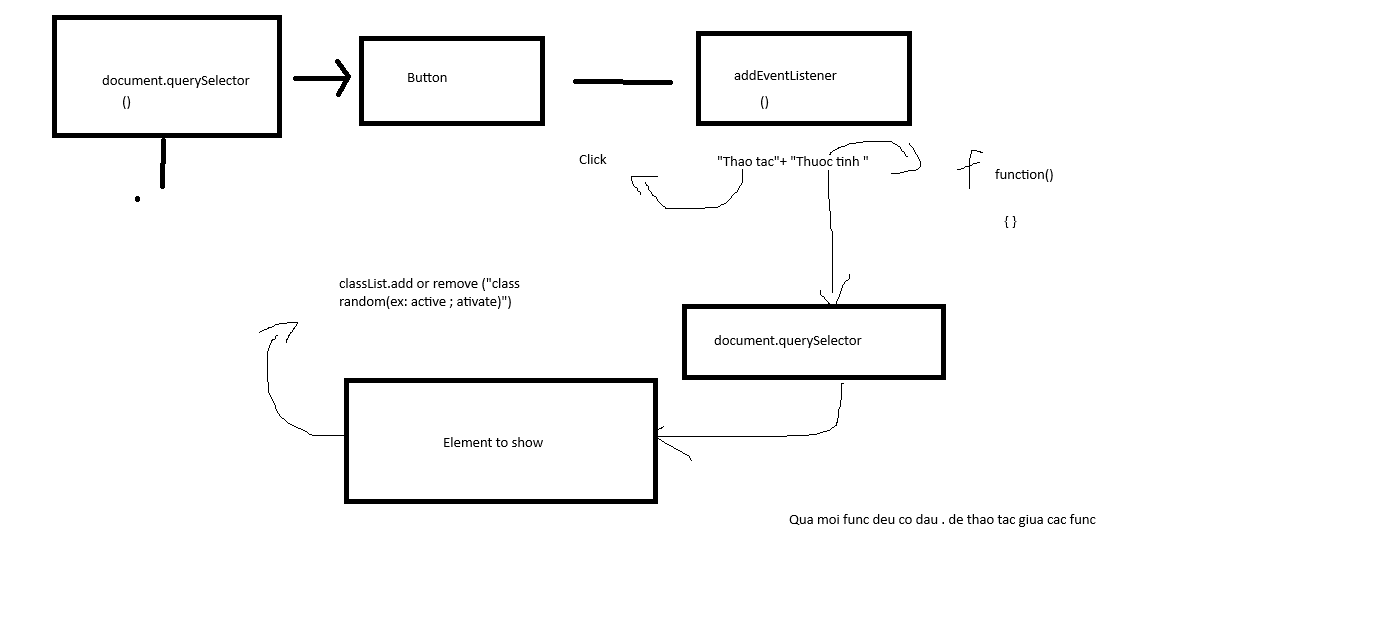 document.querySelector
()
Button
addEventListener
()
Click
"Thao tac"+ "Thuoc tinh "
f
function()
{ }
classList.add or remove ("class
random(ex: active ; ativate)")
document.querySelector
Element to show
Qua moi func deu co dau . de thao tac giua cac func